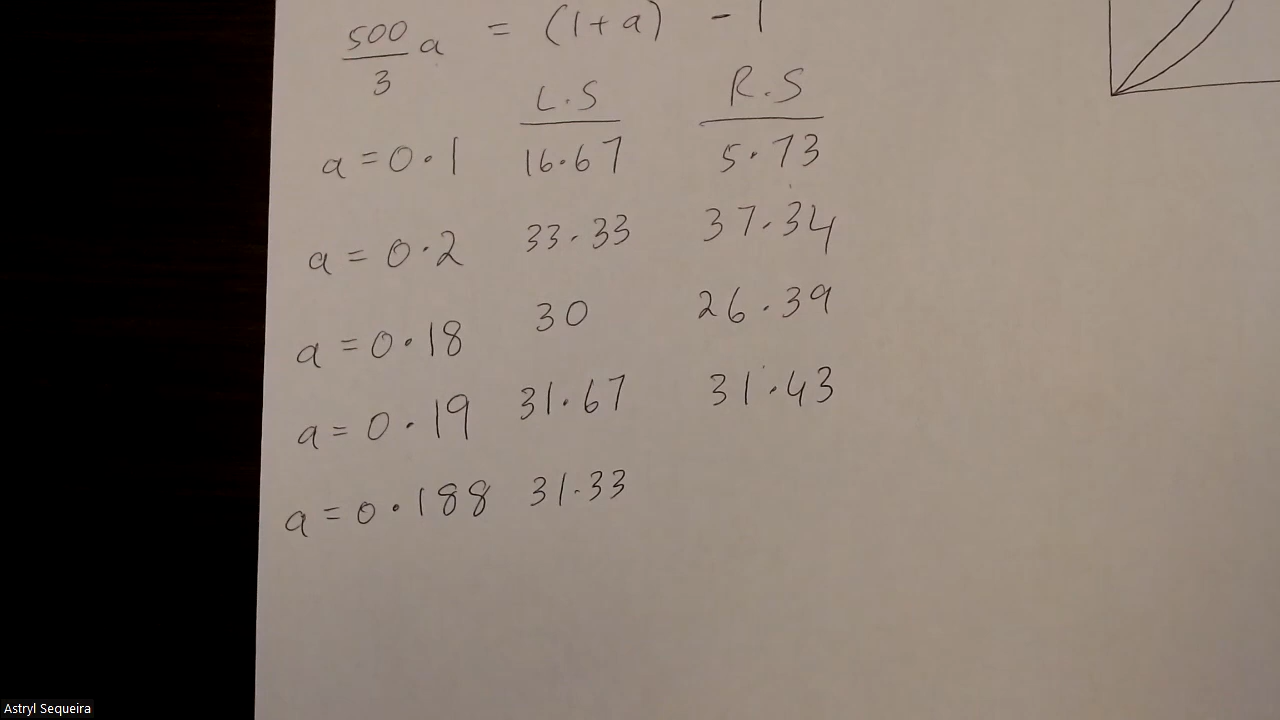 500/3 a = (1+a) - 1
L.S R.S
a = 0.1 16.67 5.73
a = 0.2 33.33 37.34
a = 0.18 30 26.39
a = 0.19 31.67 31.43
a = 0.188 31.33
Astryl Sequeira